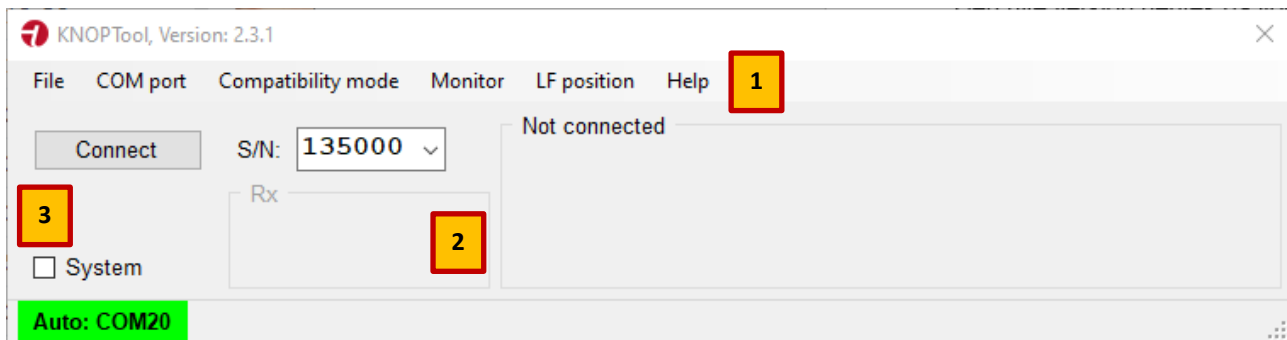 KNOPTool, Version: 2.3.1
File COM port Compatibility mode Monitor LF position Help 1
Not connected
Connect S/N: 135000
Rx
3
2
System
Auto: COM20